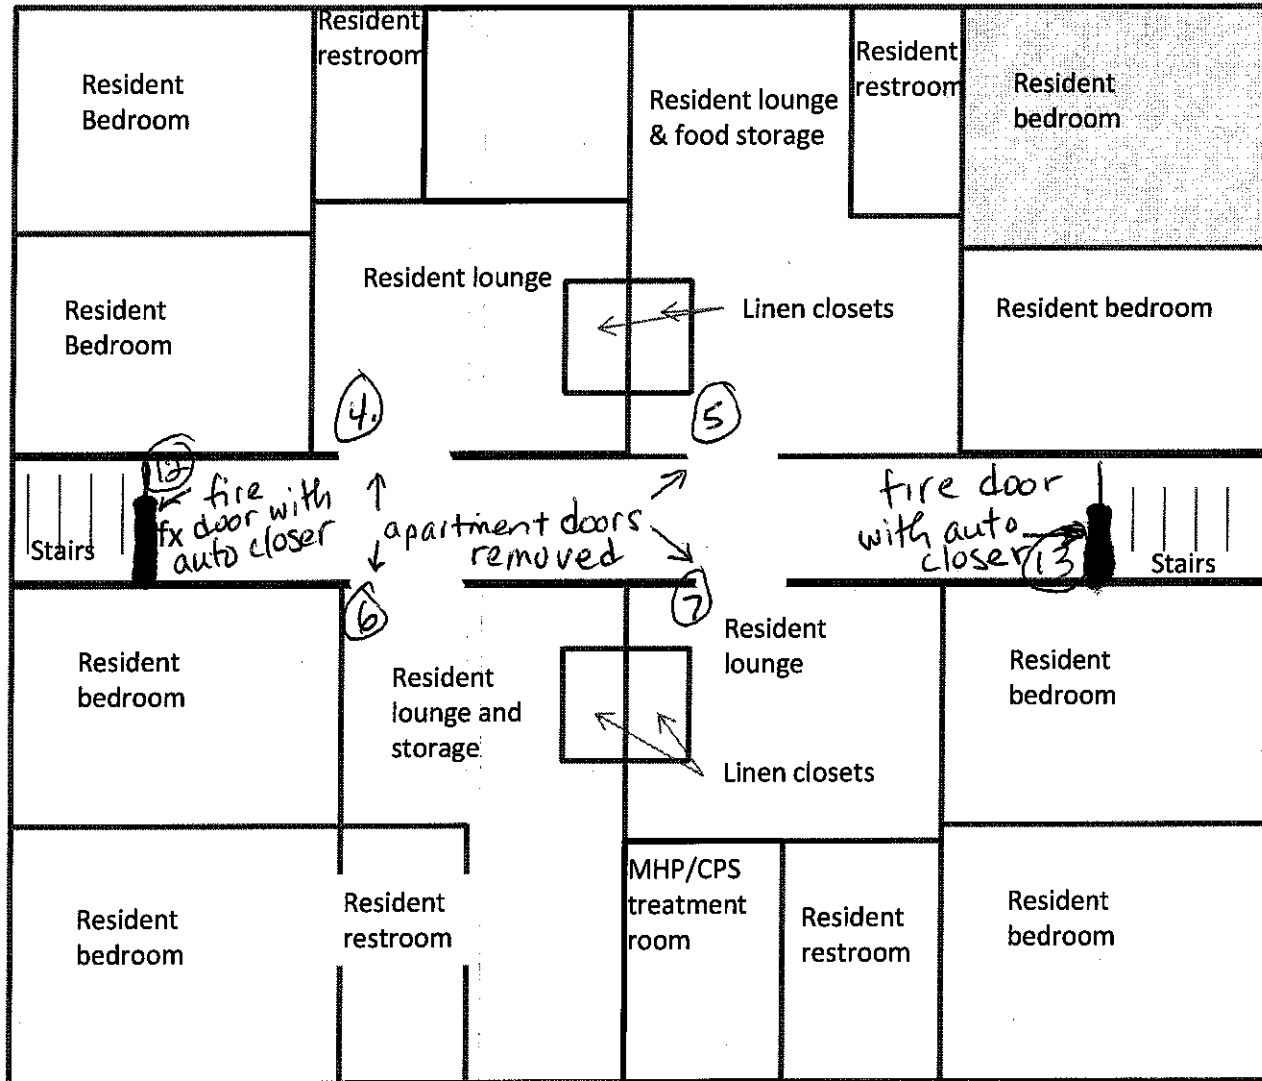 Resident
restroom
Resident
Bedroom
Resident lounge
& food storage
Resident
restroom
Resident
bedroom
Resident lounge
Linen closets
Resident bedroom
Resident
Bedroom
4.
5
12
fire
fx door with
auto closer
Stairs
apartment doors
removed
fire door
with auto
closer
13
Stairs
6
7
Resident
bedroom
Resident
lounge and
storage
Resident
lounge
Linen closets
Resident
bedroom
Resident
bedroom
Resident
restroom
MHP/CPS
treatment
room
Resident
restroom
Resident
bedroom